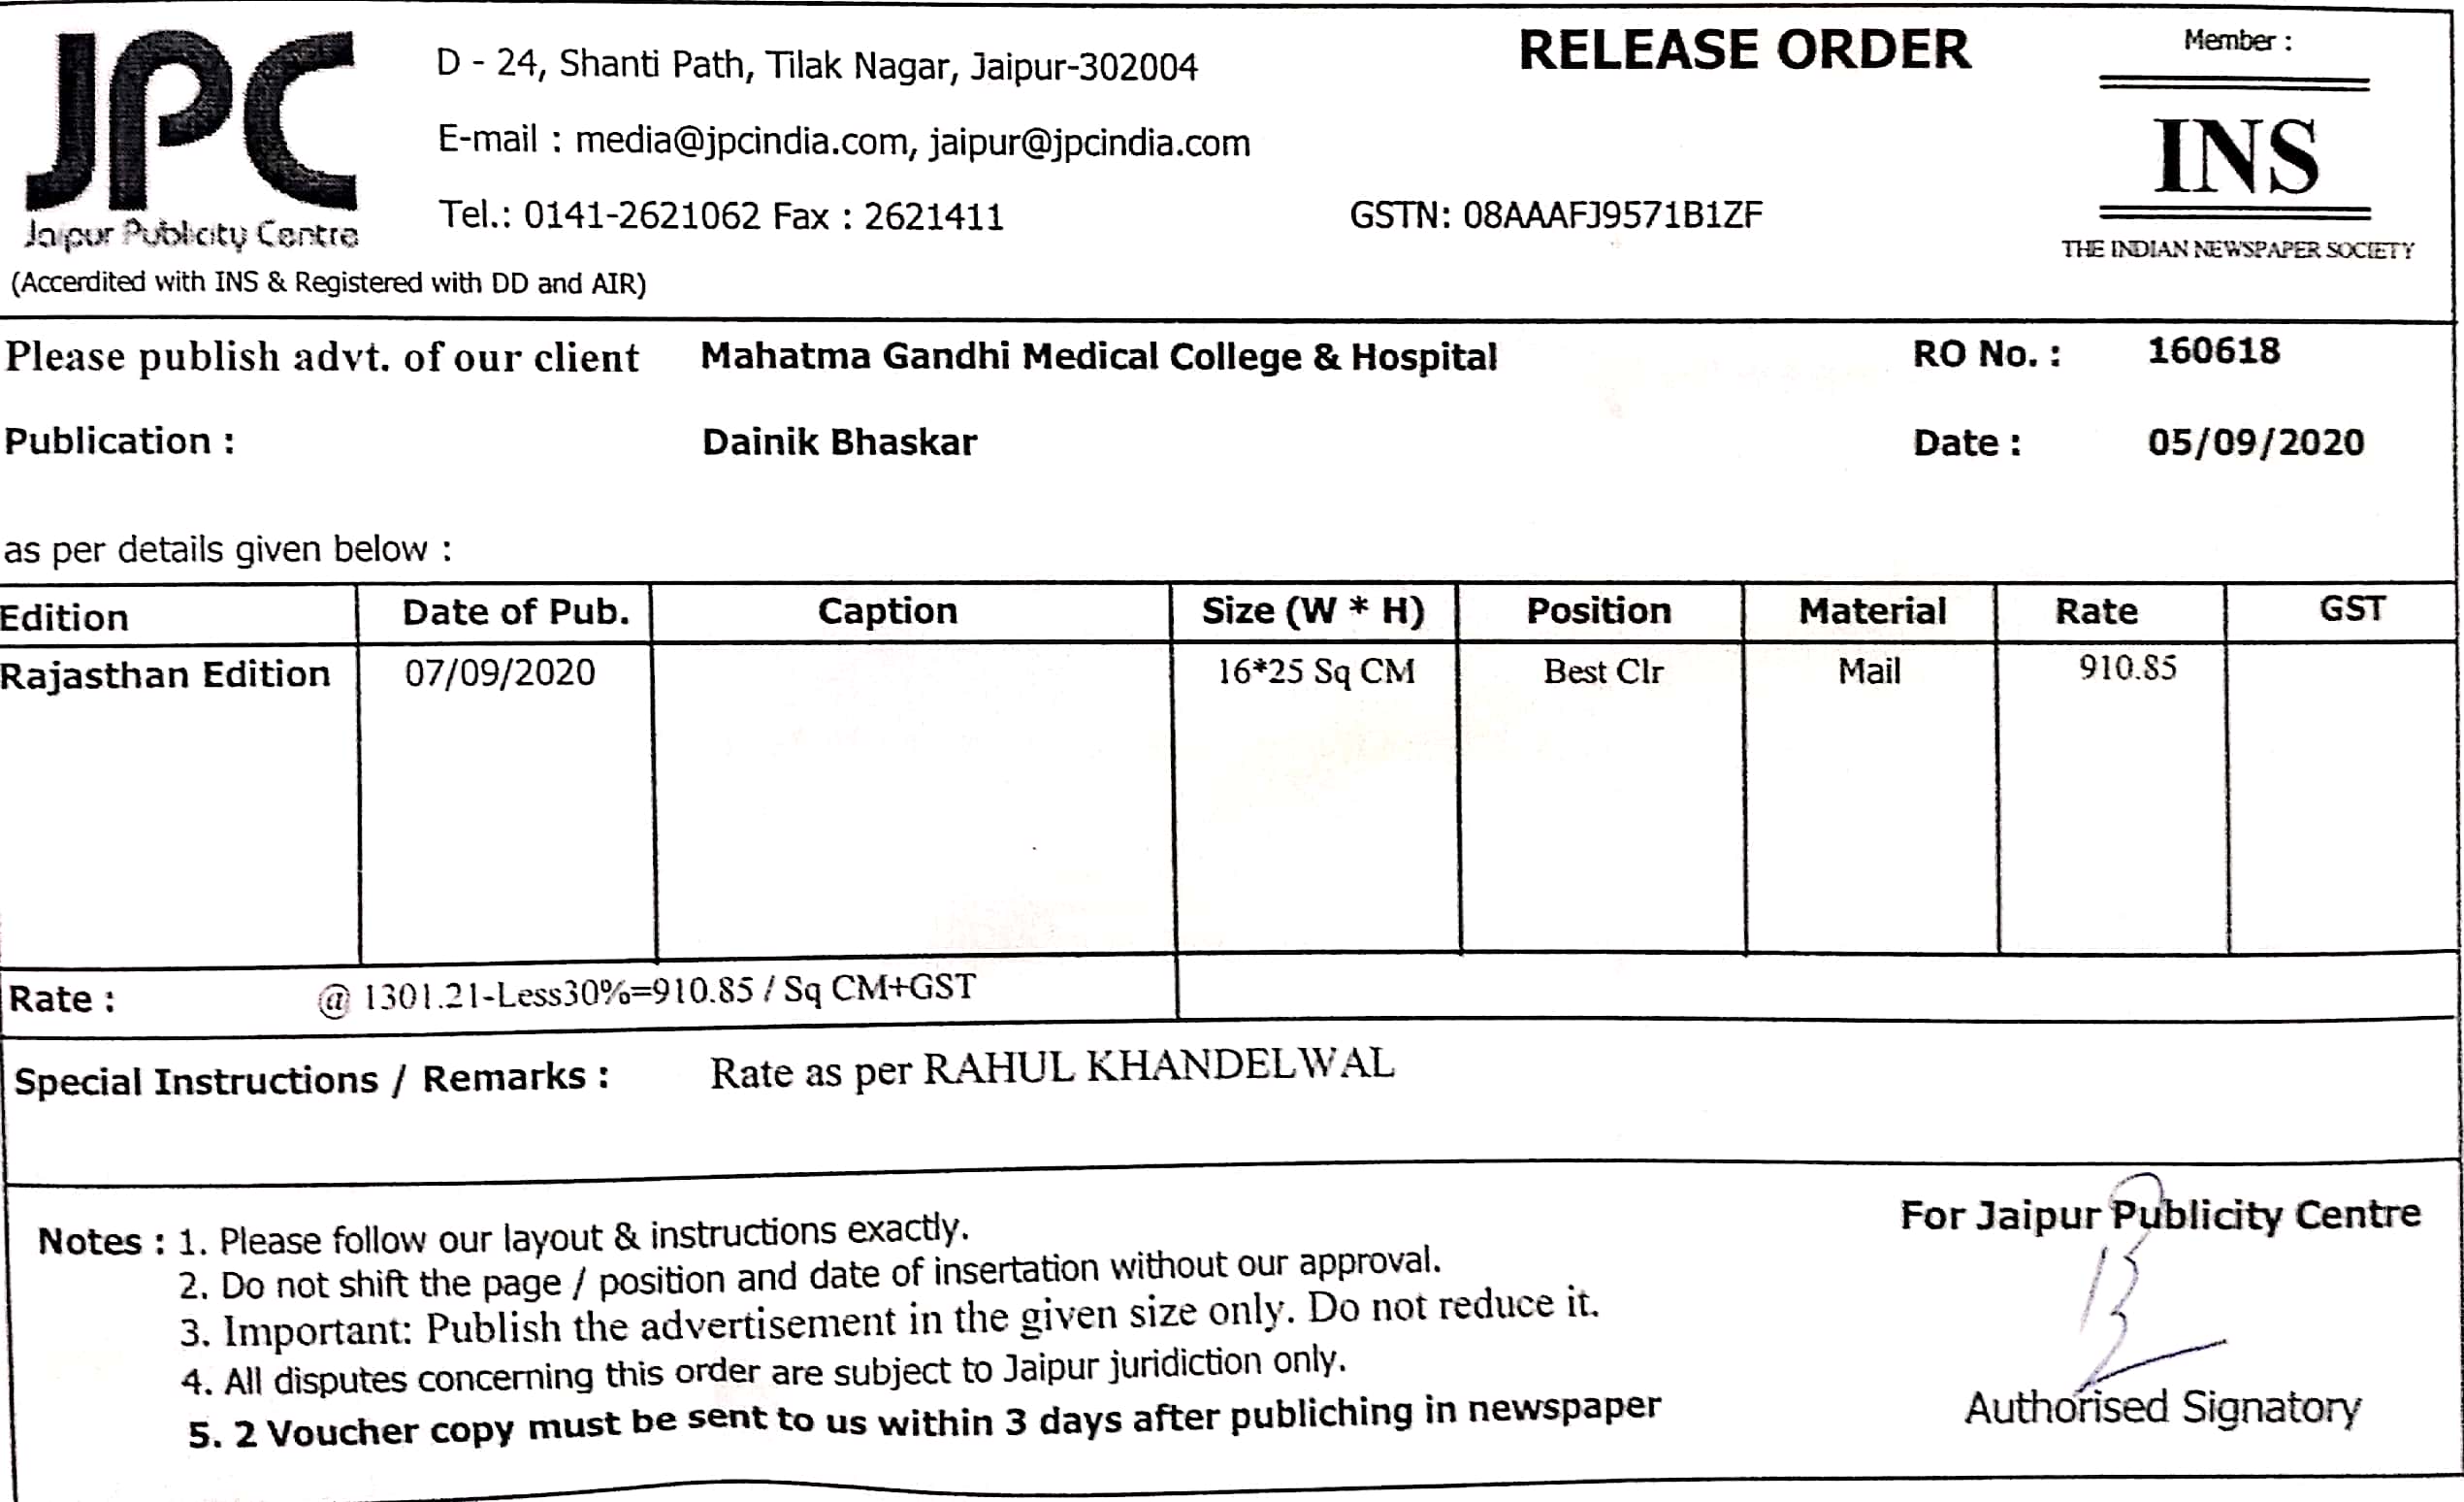 JPC
Jaipur Publicity Centre
(Accerdited with INS & Registered with DD and AIR)
D - 24, Shanti Path, Tilak Nagar, Jaipur-302004
E-mail : media@jpcindia.com, jaipur@jpcindia.com
Tel.: 0141-2621062 Fax : 2621411
RELEASE ORDER
GSTN: 08AAAFJ9571B1ZF
Member :
INS
THE INDIAN NEWSPAPER SOCIETY
Please publish advt. of our client Mahatma Gandhi Medical College & Hospital RO No. : 160618
Publication : Dainik Bhaskar Date : 05/09/2020
as per details given below :
Edition Date of Pub. Caption Size (W * H) Position Material Rate GST
Rajasthan Edition 07/09/2020 16*25 Sq CM Best Clr Mail 910.85
Rate : @ 1301.21-Less30%=910.85 / Sq CM+GST
Special Instructions / Remarks : Rate as per RAHUL KHANDELWAL
Notes : 1. Please follow our layout & instructions exactly.
2. Do not shift the page / position and date of insertation without our approval.
3. Important: Publish the advertisement in the given size only. Do not reduce it.
4. All disputes concerning this order are subject to Jaipur juridiction only.
5. 2 Voucher copy must be sent to us within 3 days after publiching in newspaper
For Jaipur Publicity Centre
Authorised Signatory